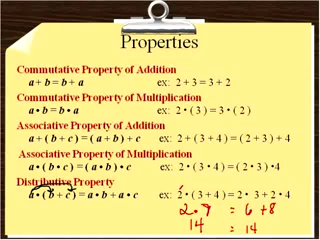 Properties
Commutative Property of Addition
a + b = b + a ex: 2 + 3 = 3 + 2
Commutative Property of Multiplication
a • b = b • a ex: 2 • ( 3 ) = 3 • ( 2 )
Associative Property of Addition
a + ( b + c ) = ( a + b ) + c ex: 2 + ( 3 + 4 ) = ( 2 + 3 ) + 4
Associative Property of Multiplication
a • ( b • c ) = ( a • b ) • c ex: 2 • ( 3 • 4 ) = ( 2 • 3 ) • 4
Distributive Property
a • ( b + c ) = a • b + a • c ex: 2 • ( 3 + 4 ) = 2 • 3 + 2 • 4
2 • 7 = 6 + 8
14 = 14